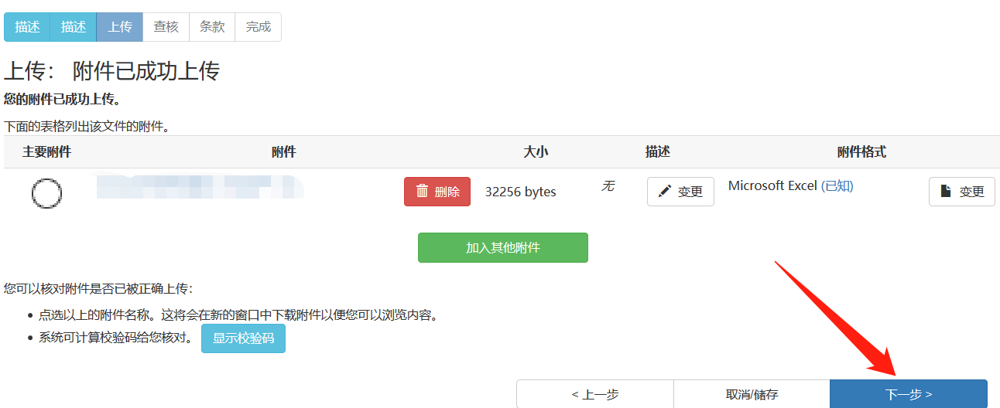 描述 描述 上传 查核 条款 完成
上传： 附件已成功上传
您的附件已成功上传。
下面的表格列出该文件的附件。
主要附件 附件 大小 描述 附件格式
删除 32256 bytes 无 变更 Microsoft Excel (已知) 变更
加入其他附件
您可以核对附件是否已被正确上传：
• 点选以上的附件名称。这将会在新的窗口中下载附件以便您可以浏览内容。
• 系统可计算校验码给您核对。 显示校验码
< 上一步 取消/储存 下一步 >